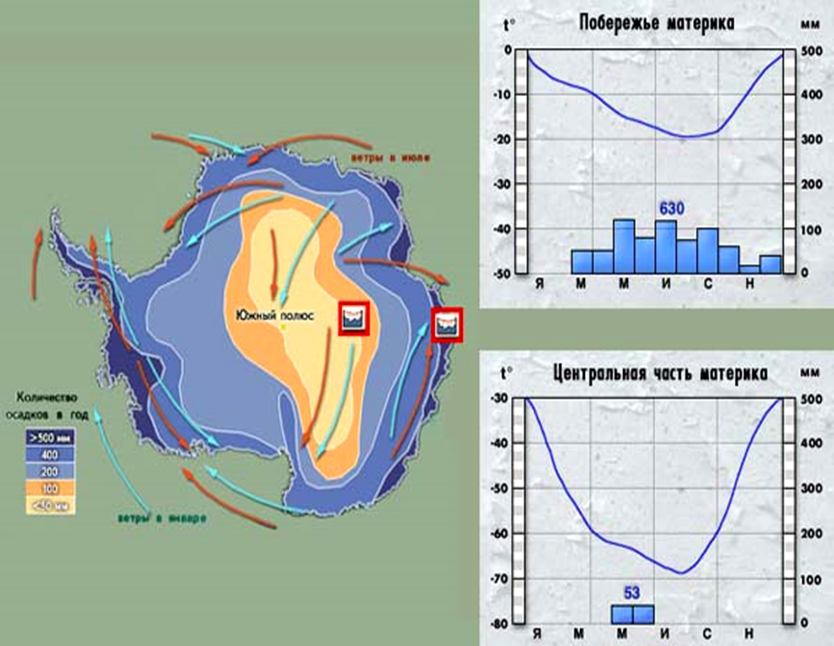 ветры в июле
Южный полюс
Количество
осадков в год
>500 мм
400
200
100
<50 мм
ветры в январе
t° Побережье материка мм
0 500
-10 400
-20 300
-30 200
-40 100
-50 0
630
Я М М И С Н
t° Центральная часть материка мм
-30 500
-40 400
-50 300
-60 200
-70 100
-80 0
53
Я М М И С Н